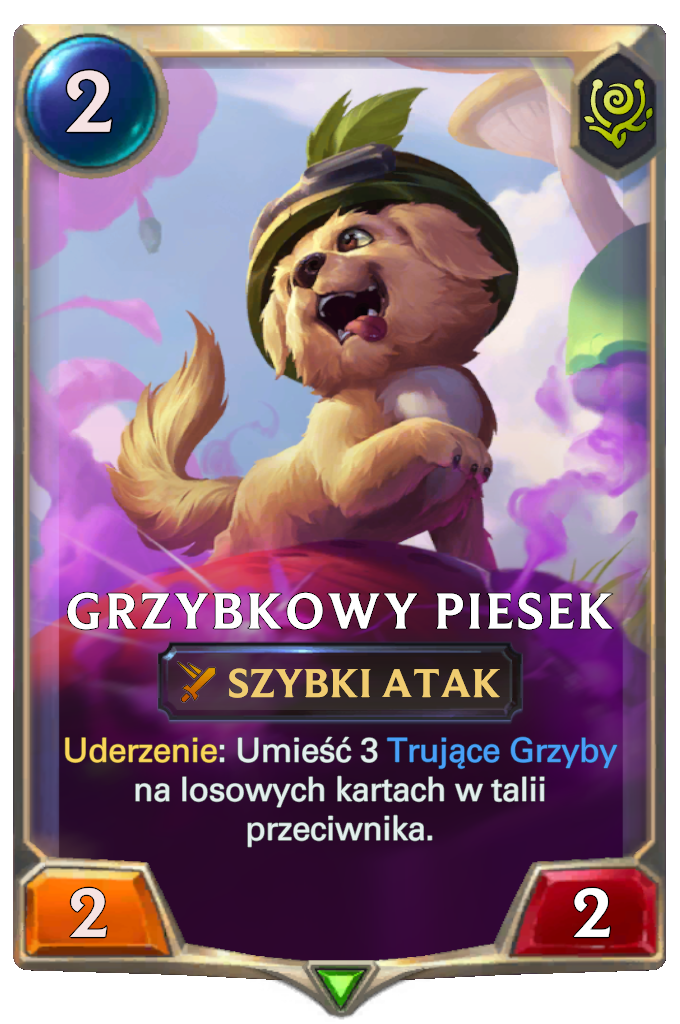 2
GRZYBKOWY PIESEK
SZYBKI ATAK
Uderzenie: Umieść 3 Trujące Grzyby
na losowych kartach w talii
przeciwnika.
2
2